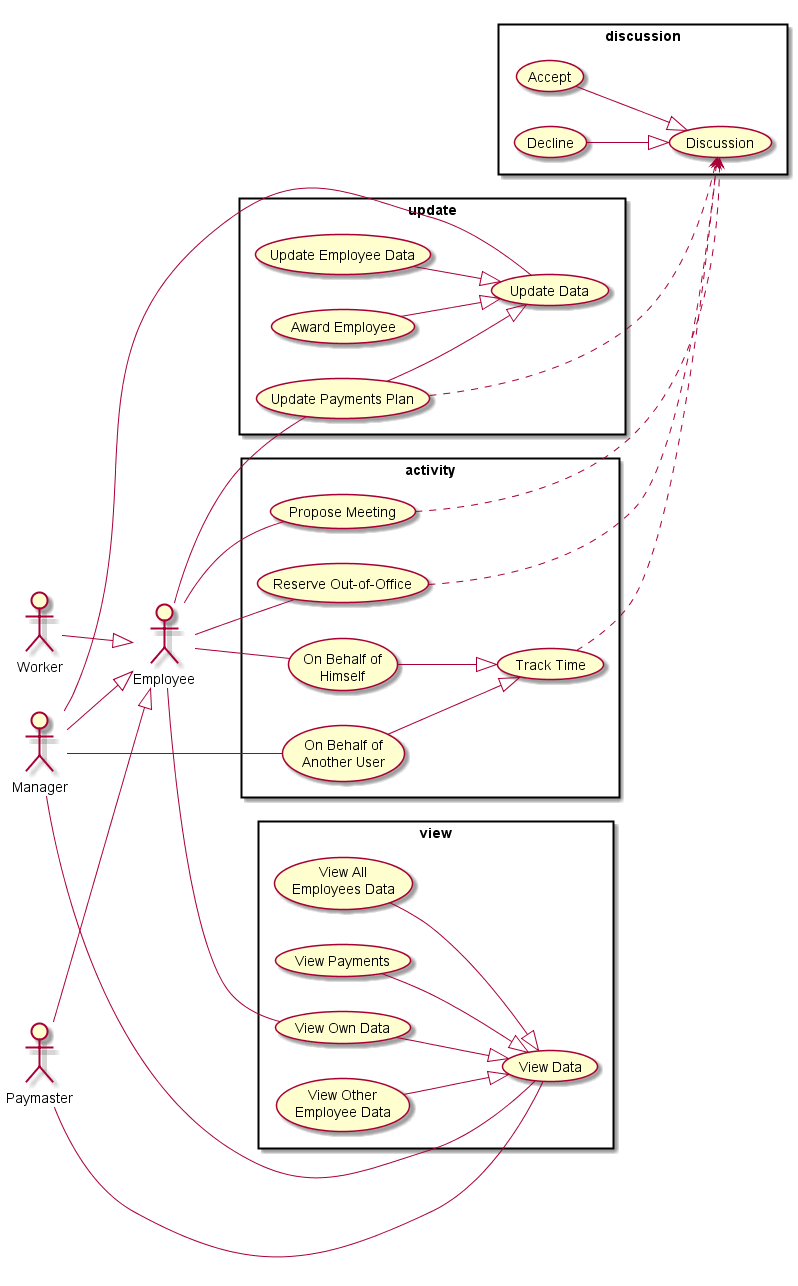 discussion
Accept
Decline
Discussion
update
Update Employee Data
Update Data
Award Employee
Update Payments Plan
activity
Propose Meeting
Reserve Out-of-Office
On Behalf of
Himself
Track Time
On Behalf of
Another User
Worker
Employee
Manager
view
View All
Employees Data
View Payments
View Own Data
View Data
View Other
Employee Data
Paymaster